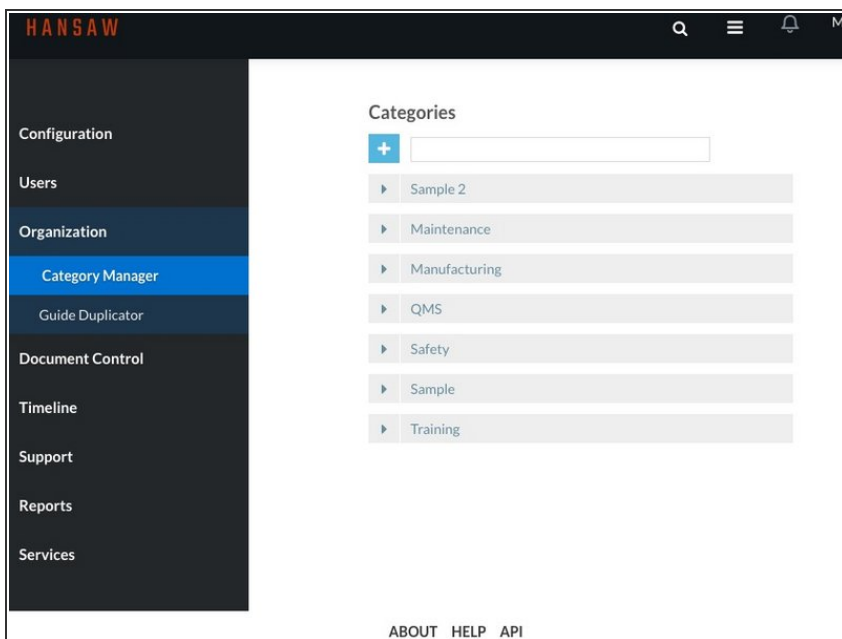 HANSAW
M
Configuration
Users
Organization
Category Manager
Guide Duplicator
Document Control
Timeline
Support
Reports
Services
Categories
Sample 2
Maintenance
Manufacturing
QMS
Safety
Sample
Training
ABOUT HELP API